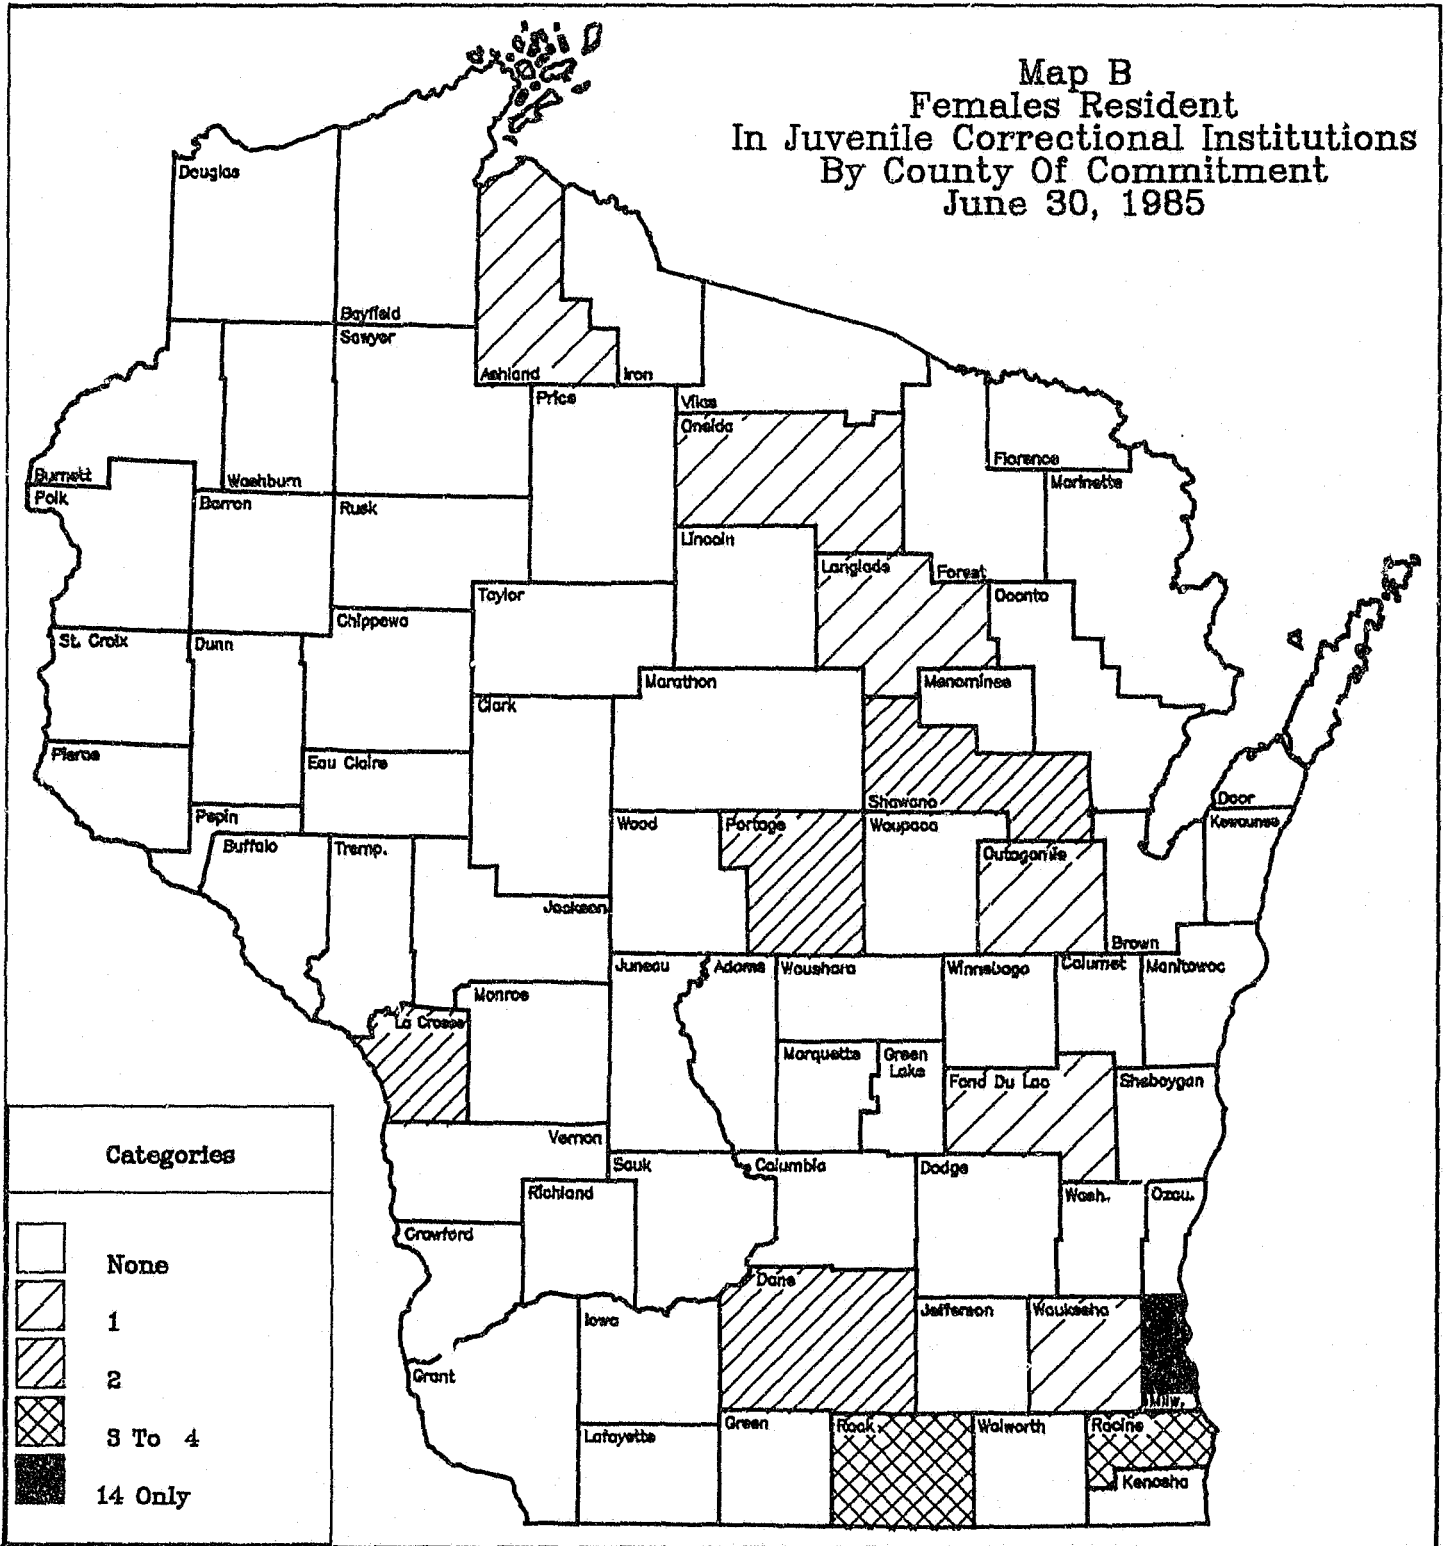 Map B
Females Resident
In Juvenile Correctional Institutions
By County Of Commitment
June 30, 1985
Douglas
Bayfield
Sawyer
Ashland
Iron
Price
Vilas
Oneida
Florence
Marinette
Burnett
Polk
Washburn
Barron
Rusk
Lincoln
Langlade
Forest
Oconto
Taylor
Chippewa
St. Croix
Dunn
Marathon
Menominee
Clark
Pierce
Eau Claire
Shawano
Door
Pepin
Wood
Portage
Waupaca
Kewaunee
Buffalo
Tremp.
Outagamie
Jackson
Brown
Juneau
Adams
Waushara
Winnebago
Calumet
Manitowoc
Monroe
La Crosse
Marquette
Green
Lake
Fond Du Lac
Sheboygan
Vernon
Sauk
Columbia
Dodge
Richland
Wash.
Ozau.
Crawford
Dane
Iowa
Jefferson
Waukesha
Grant
Milw.
Lafayette
Green
Rock
Walworth
Racine
Kenosha
Categories
None
1
2
3 To 4
14 Only